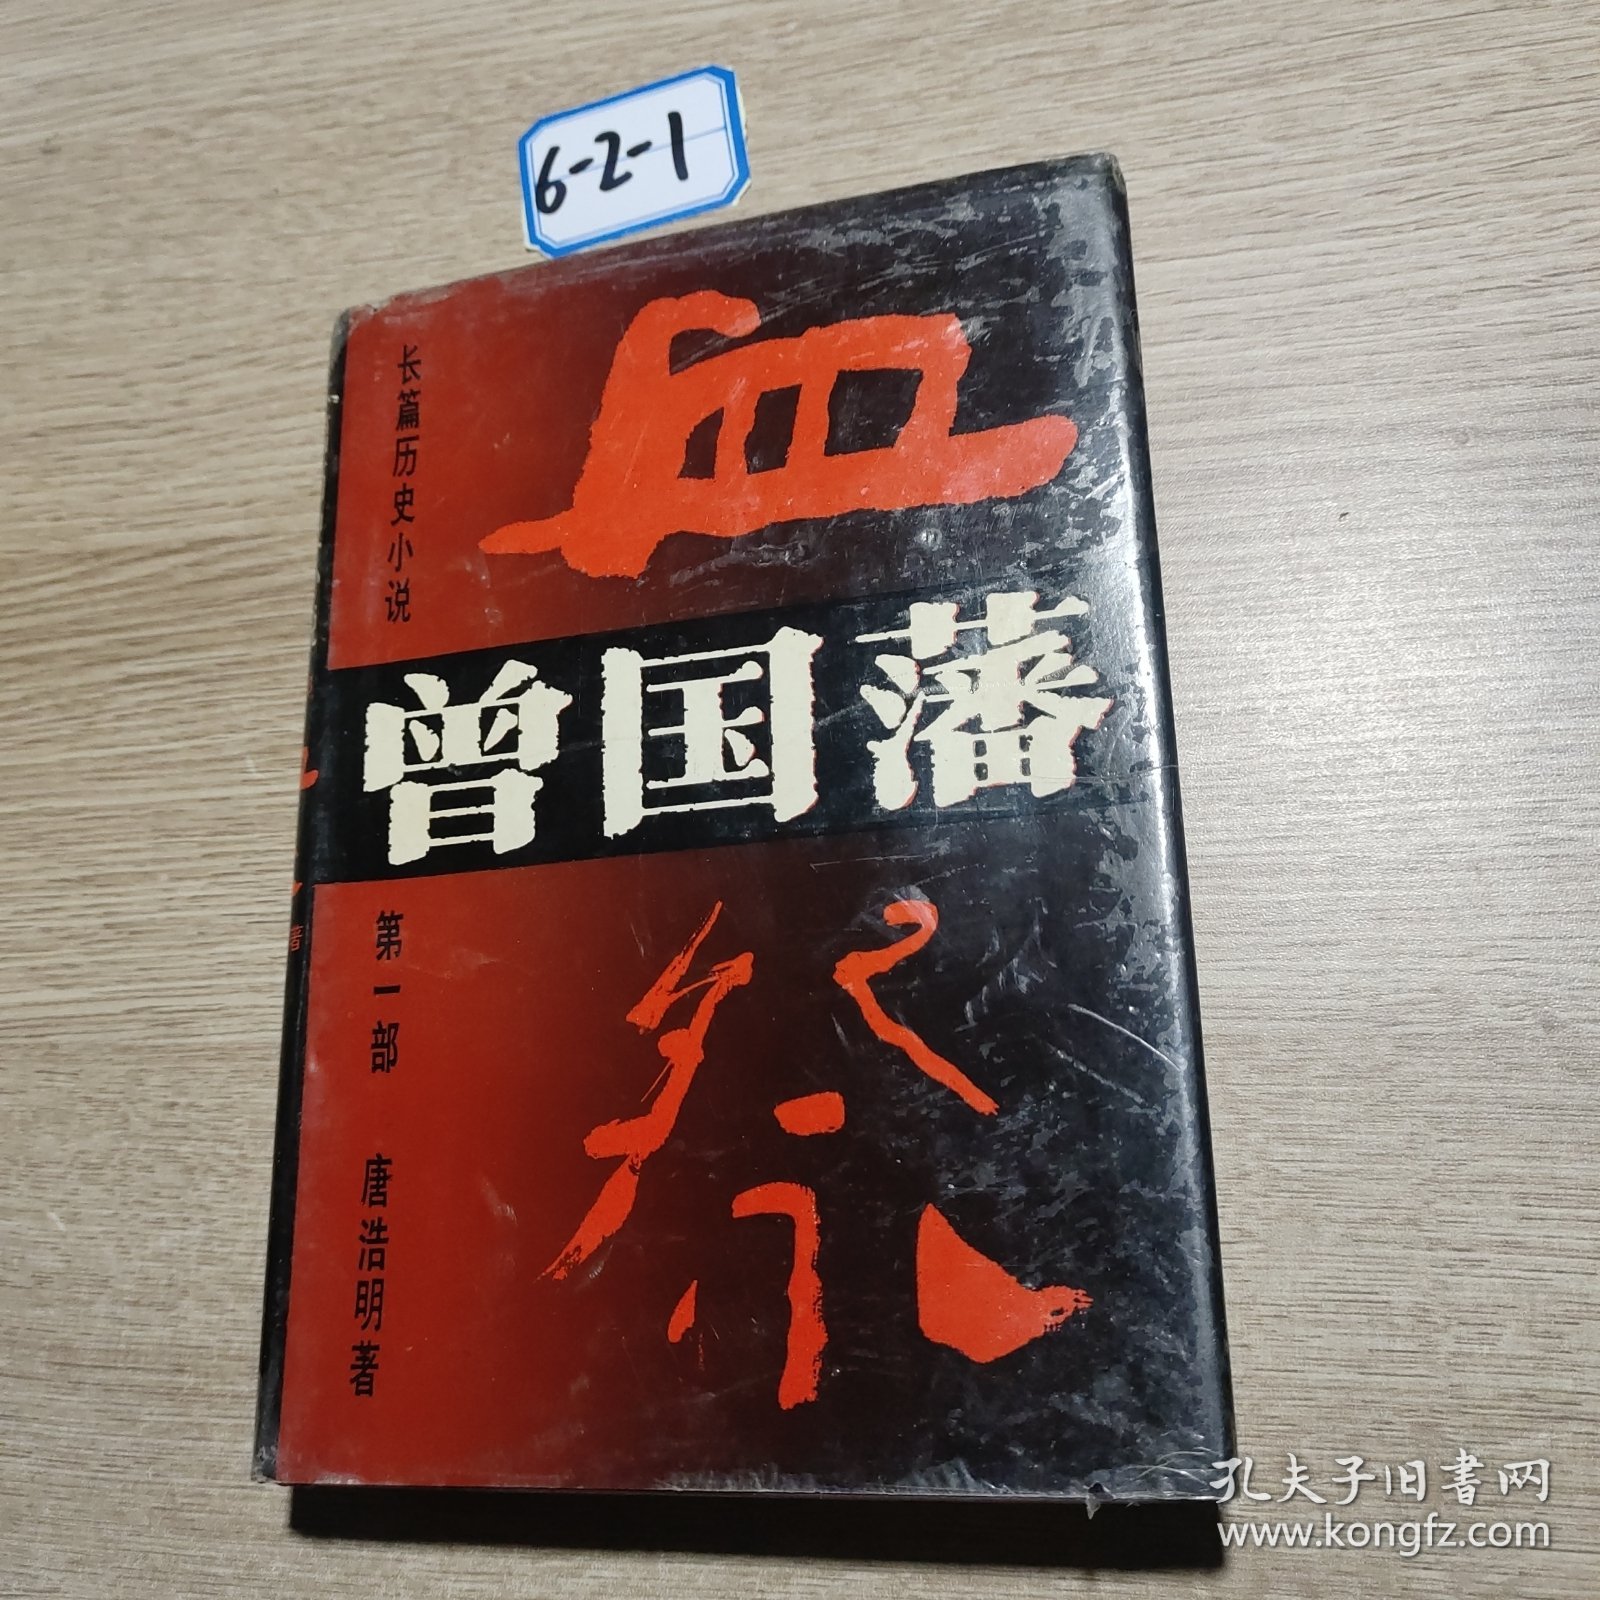 6-2-1
长篇历史小说
血
曾国藩
祭
第一部
唐浩明著
著
孔夫子旧书网
www.kongfz.com